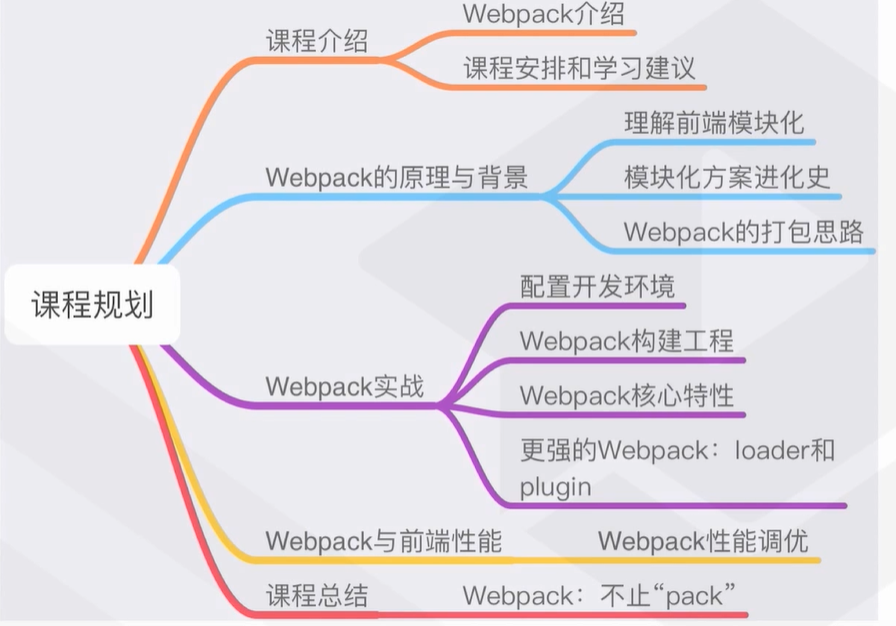 课程规划
课程介绍
Webpack介绍
课程安排和学习建议
Webpack的原理与背景
理解前端模块化
模块化方案进化史
Webpack的打包思路
Webpack实战
配置开发环境
Webpack构建工程
Webpack核心特性
更强的Webpack：loader和
plugin
Webpack与前端性能
Webpack性能调优
课程总结
Webpack：不止“pack”